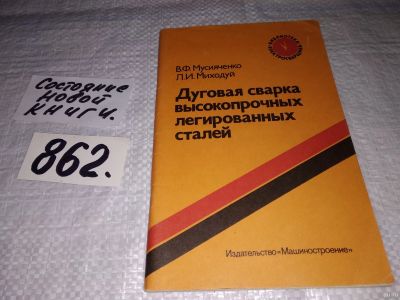 Состояние
новой
книги.
862.
В.Ф. Мусияченко
Л.И. Миходуй
Дуговая сварка
высокопрочных
легированных
сталей
Издательство «Машиностроение»